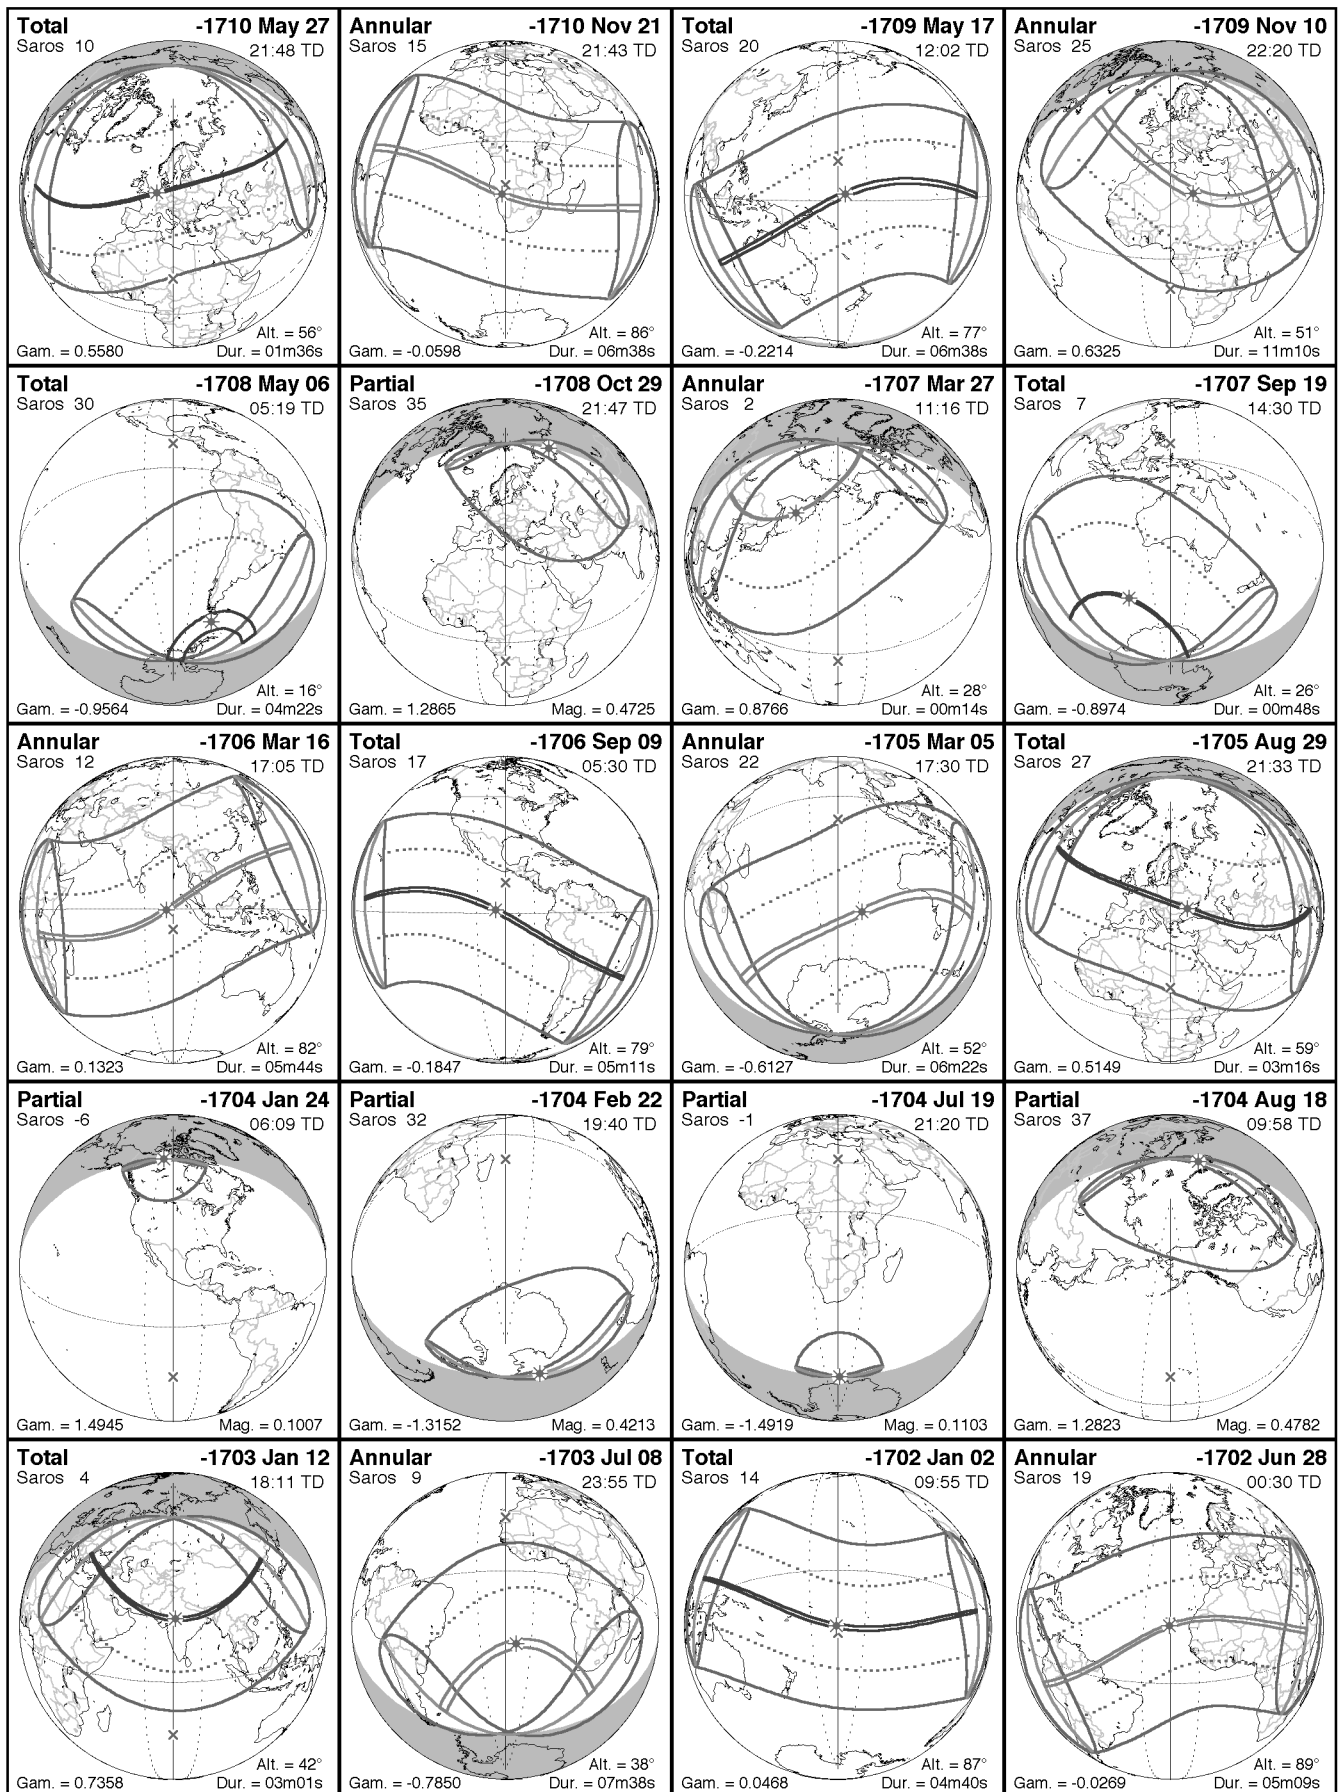 Total -1710 May 27
Saros 10 21:48 TD
Alt. = 56°
Gam. = 0.5580 Dur. = 01m36s
Annular -1710 Nov 21
Saros 15 21:43 TD
Alt. = 86°
Gam. = -0.0598 Dur. = 06m38s
Total -1709 May 17
Saros 20 12:02 TD
Alt. = 77°
Gam. = -0.2214 Dur. = 06m38s
Annular -1709 Nov 10
Saros 25 22:20 TD
Alt. = 51°
Gam. = 0.6325 Dur. = 11m10s
Total -1708 May 06
Saros 30 05:19 TD
Alt. = 16°
Gam. = -0.9564 Dur. = 04m22s
Partial -1708 Oct 29
Saros 35 21:47 TD
Gam. = 1.2865 Mag. = 0.4725
Annular -1707 Mar 27
Saros 2 11:16 TD
Alt. = 28°
Gam. = 0.8766 Dur. = 00m14s
Total -1707 Sep 19
Saros 7 14:30 TD
Alt. = 26°
Gam. = -0.8974 Dur. = 00m48s
Annular -1706 Mar 16
Saros 12 17:05 TD
Alt. = 82°
Gam. = 0.1323 Dur. = 05m44s
Total -1706 Sep 09
Saros 17 05:30 TD
Alt. = 79°
Gam. = -0.1847 Dur. = 05m11s
Annular -1705 Mar 05
Saros 22 17:30 TD
Alt. = 52°
Gam. = -0.6127 Dur. = 06m22s
Total -1705 Aug 29
Saros 27 21:33 TD
Alt. = 59°
Gam. = 0.5149 Dur. = 03m16s
Partial -1704 Jan 24
Saros -6 06:09 TD
Gam. = 1.4945 Mag. = 0.1007
Partial -1704 Feb 22
Saros 32 19:40 TD
Gam. = -1.3152 Mag. = 0.4213
Partial -1704 Jul 19
Saros -1 21:20 TD
Gam. = -1.4919 Mag. = 0.1103
Partial -1704 Aug 18
Saros 37 09:58 TD
Gam. = 1.2823 Mag. = 0.4782
Total -1703 Jan 12
Saros 4 18:11 TD
Alt. = 42°
Gam. = 0.7358 Dur. = 03m01s
Annular -1703 Jul 08
Saros 9 23:55 TD
Alt. = 38°
Gam. = -0.7850 Dur. = 07m38s
Total -1702 Jan 02
Saros 14 09:55 TD
Alt. = 87°
Gam. = 0.0468 Dur. = 04m40s
Annular -1702 Jun 28
Saros 19 00:30 TD
Alt. = 89°
Gam. = -0.0269 Dur. = 05m09s